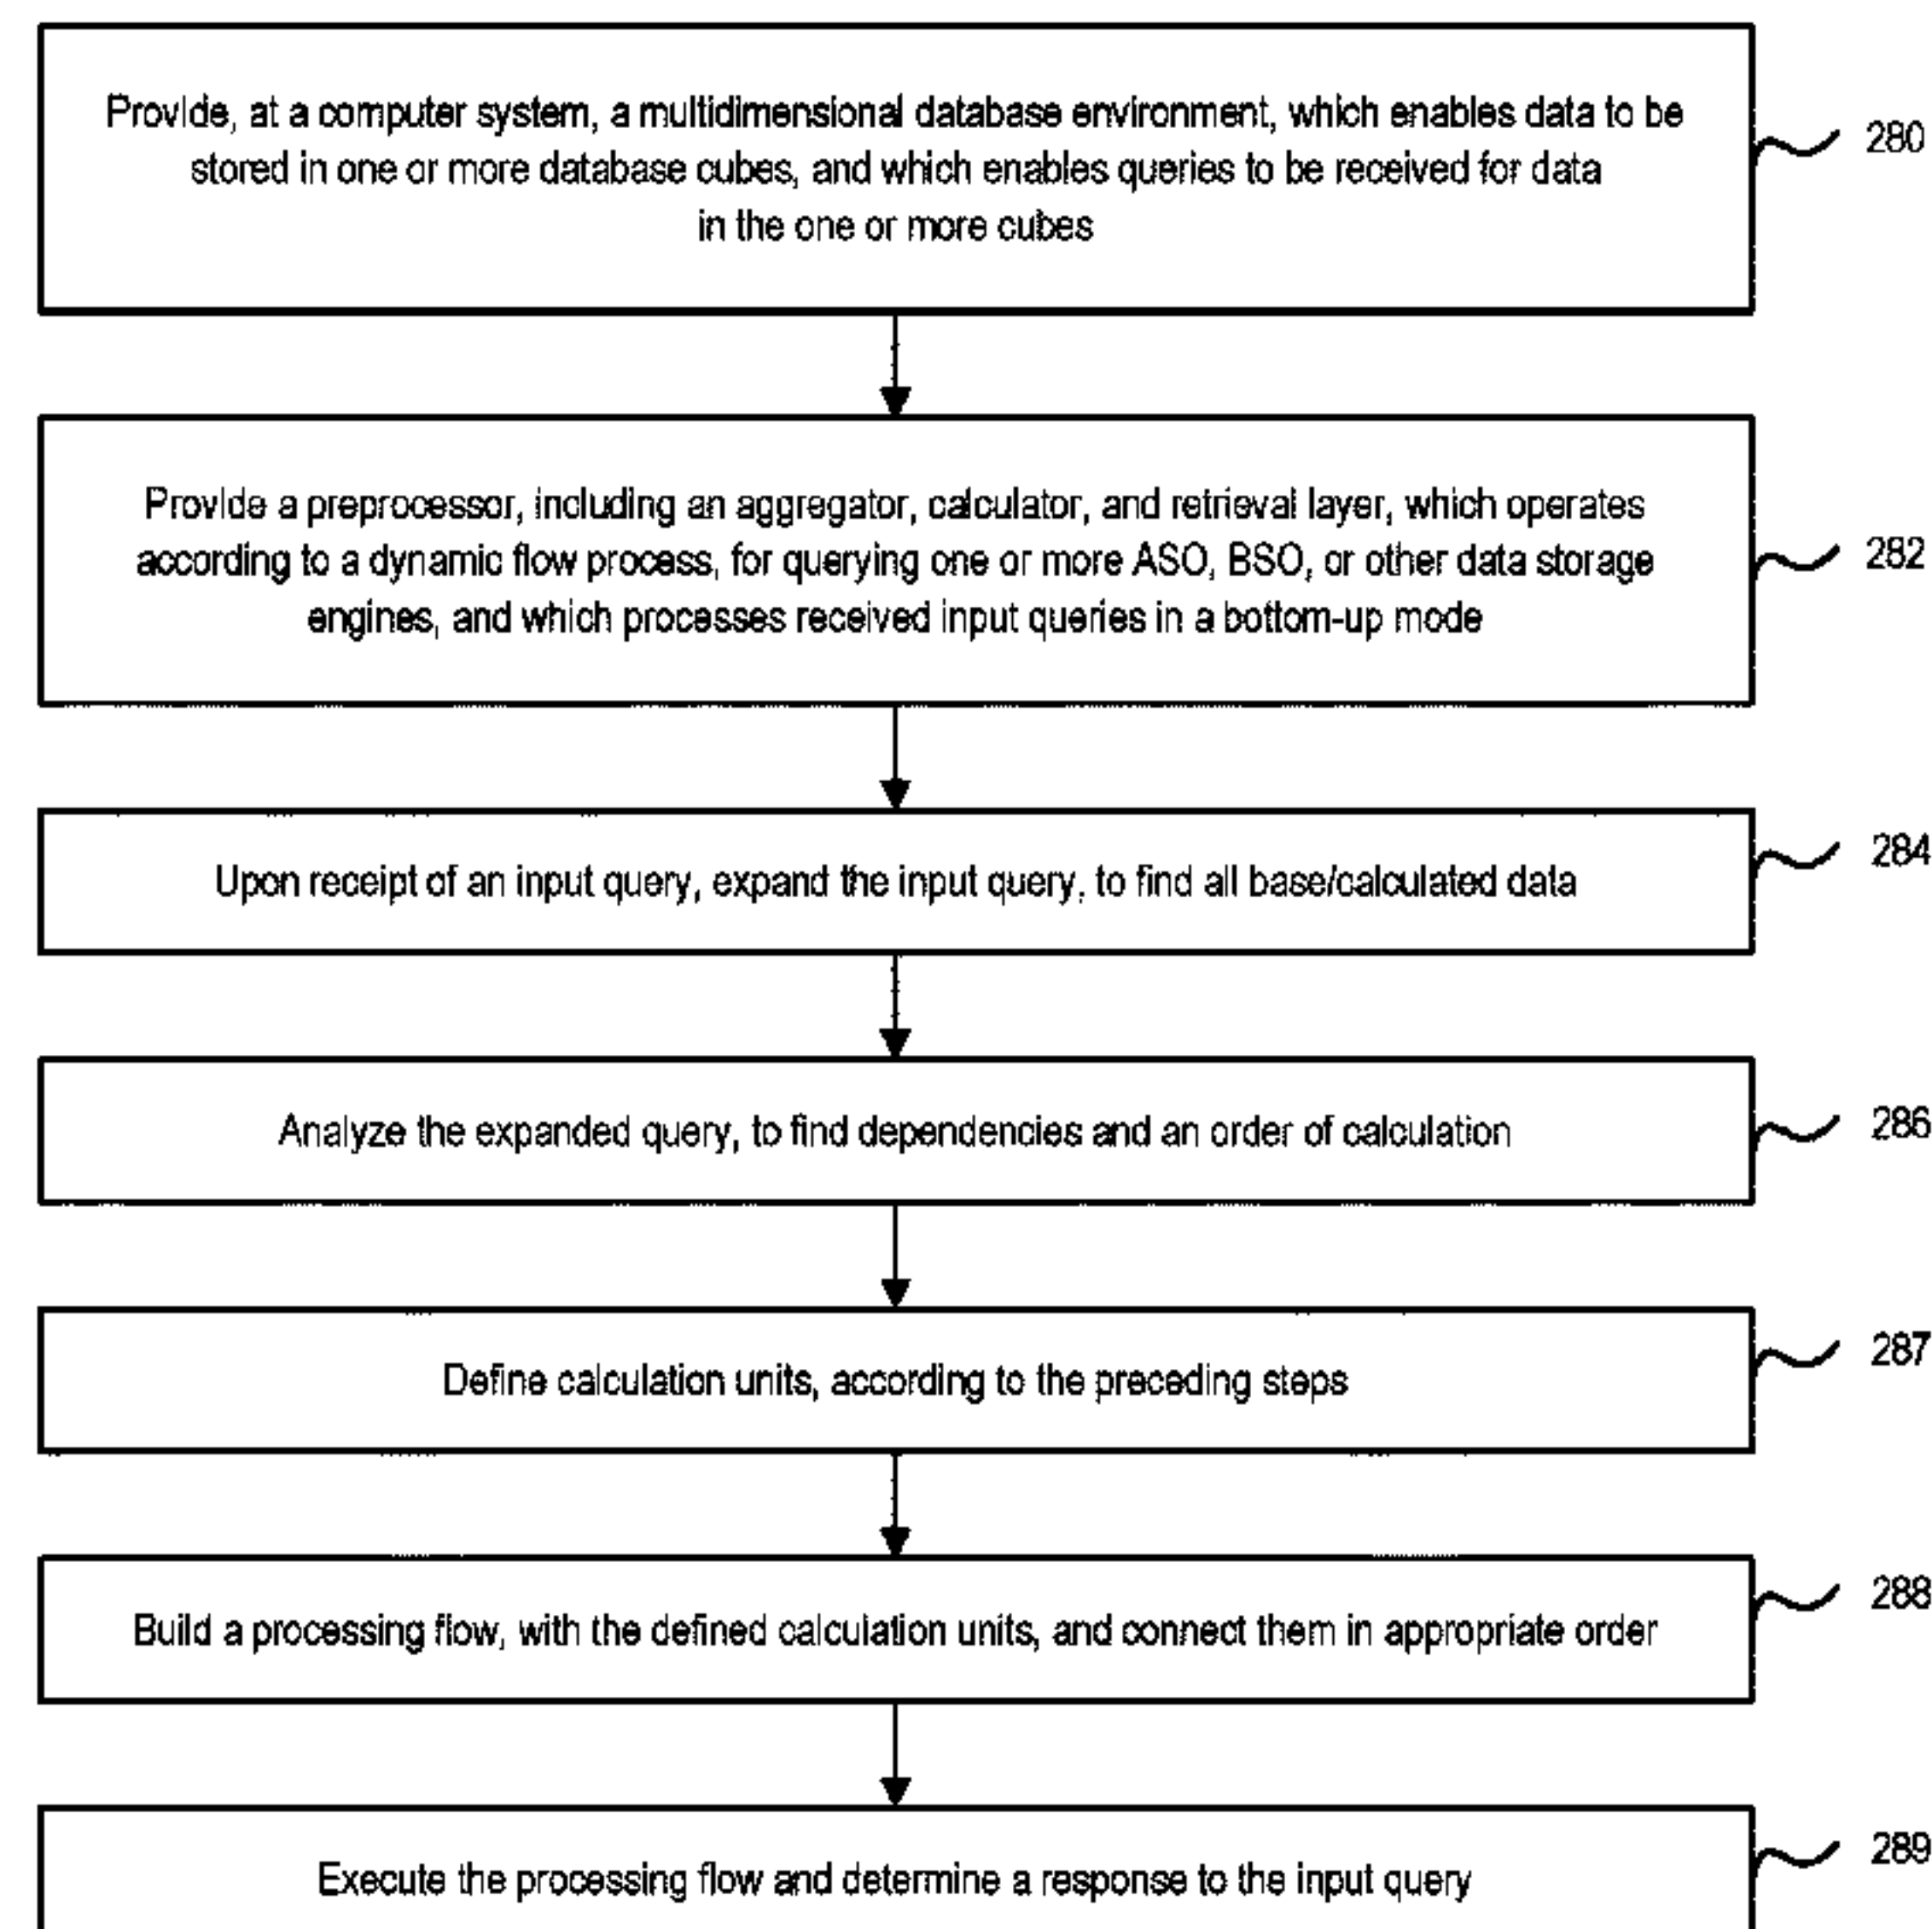 Provide, at a computer system, a multidimensional database environment, which enables data to be
stored in one or more database cubes, and which enables queries to be received for data
in the one or more cubes
280
Provide a preprocessor, including an aggregator, calculator, and retrieval layer, which operates
according to a dynamic flow process, for querying one or more ASO, BSO, or other data storage
engines, and which processes received input queries in a bottom-up mode
282
Upon receipt of an input query, expand the input query, to find all base/calculated data
284
Analyze the expanded query, to find dependencies and an order of calculation
286
Define calculation units, according to the preceding steps
287
Build a processing flow, with the defined calculation units, and connect them in appropriate order
288
Execute the processing flow and determine a response to the input query
289